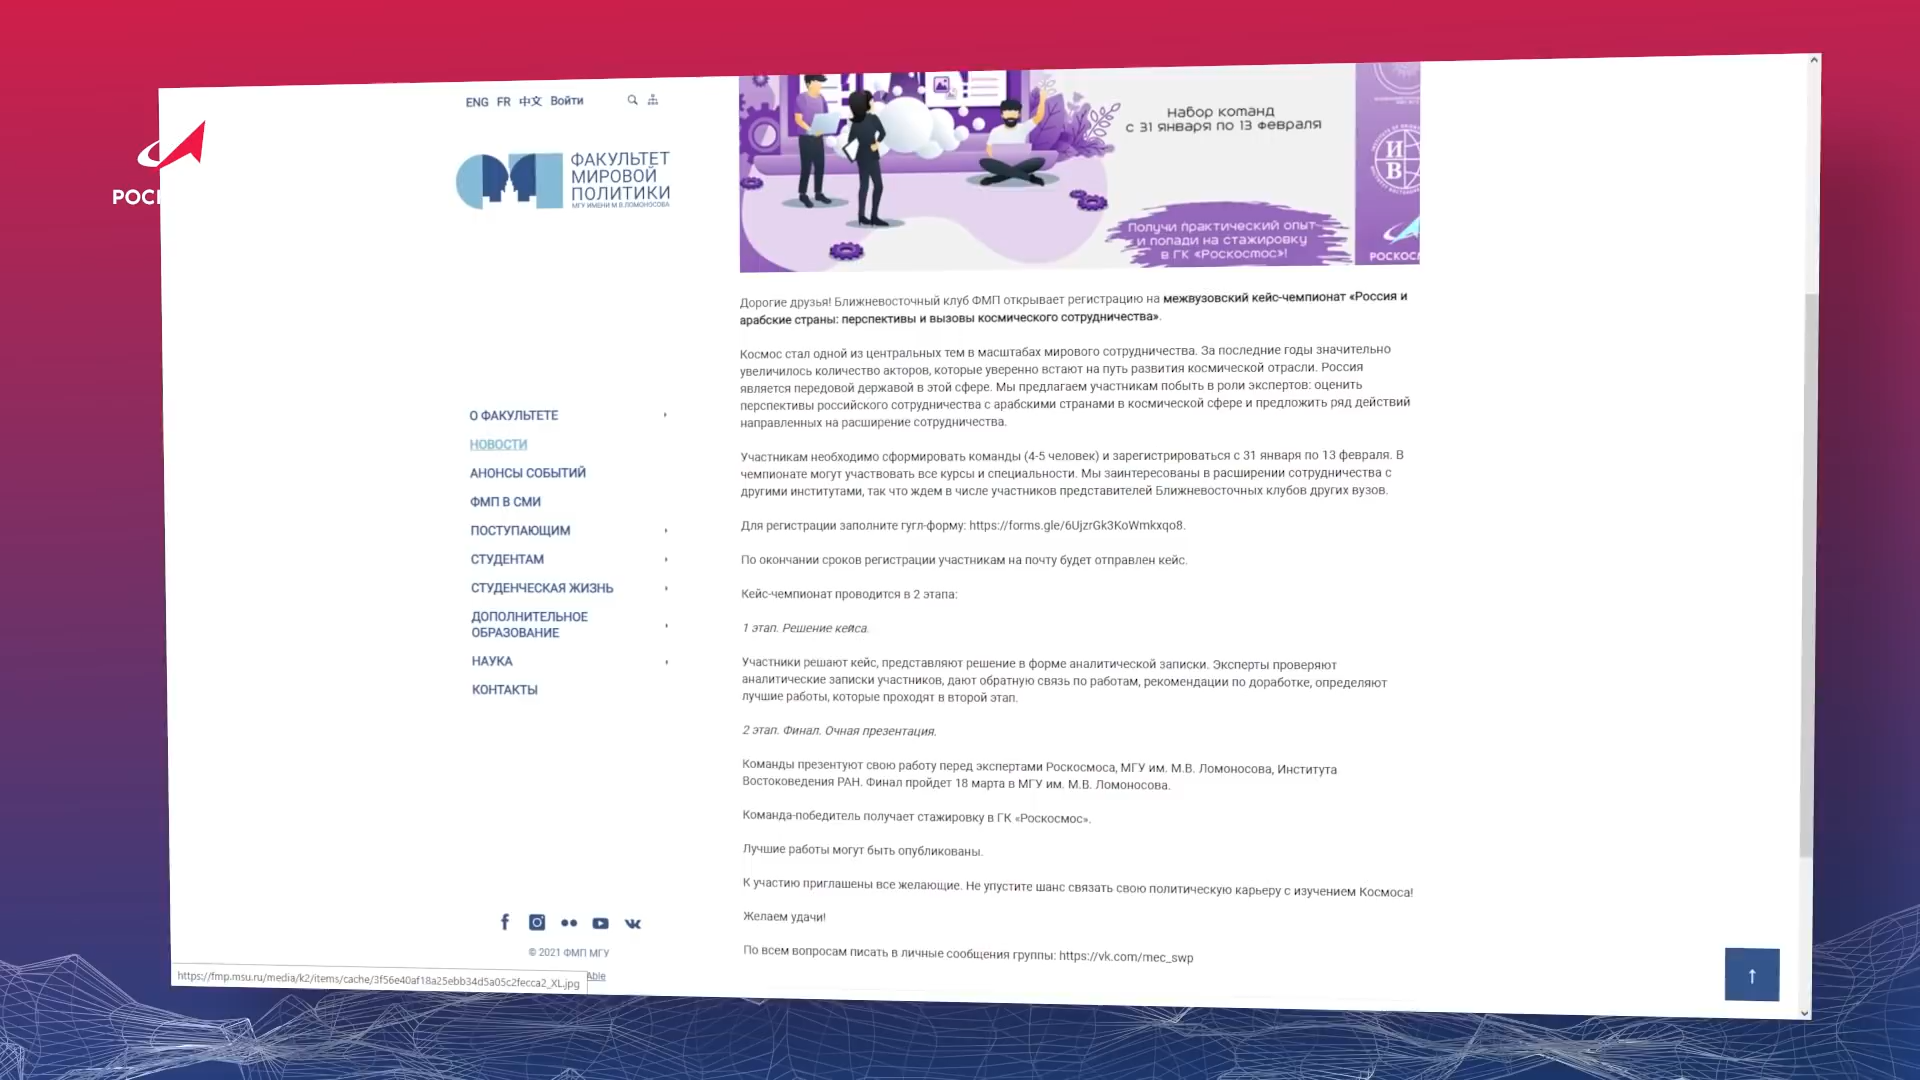 ENG FR 中文 Войти
ФАКУЛЬТЕТ
МИРОВОЙ
ПОЛИТИКИ
МГУ ИМЕНИ М.В.ЛОМОНОСОВА
О ФАКУЛЬТЕТЕ
НОВОСТИ
АНОНСЫ СОБЫТИЙ
ФМП В СМИ
ПОСТУПАЮЩИМ
СТУДЕНТАМ
СТУДЕНЧЕСКАЯ ЖИЗНЬ
ДОПОЛНИТЕЛЬНОЕ
ОБРАЗОВАНИЕ
НАУКА
КОНТАКТЫ
© 2021 ФМП МГУ
Able
https://fmp.msu.ru/media/k2/items/cache/3f56e40af18a25ebb34d5a05c2fecca2_XL.jpg
Набор команд
с 31 января по 13 февраля
Получи практический опыт
и попади на стажировку
в ГК «Роскосмос»!
ИВ
Дорогие друзья! Ближневосточный клуб ФМП открывает регистрацию на межвузовский кейс-чемпионат «Россия и
арабские страны: перспективы и вызовы космического сотрудничества».
Космос стал одной из центральных тем в масштабах мирового сотрудничества. За последние годы значительно
увеличилось количество акторов, которые уверенно встают на путь развития космической отрасли. Россия
является передовой державой в этой сфере. Мы предлагаем участникам побыть в роли экспертов: оценить
перспективы российского сотрудничества с арабскими странами в космической сфере и предложить ряд действий
направленных на расширение сотрудничества.
Участникам необходимо сформировать команды (4-5 человек) и зарегистрироваться с 31 января по 13 февраля. В
чемпионате могут участвовать все курсы и специальности. Мы заинтересованы в расширении сотрудничества с
другими институтами, так что ждем в числе участников представителей Ближневосточных клубов других вузов.
Для регистрации заполните гугл-форму: https://forms.gle/6UjzrGk3KoWmkxqo8.
По окончании сроков регистрации участникам на почту будет отправлен кейс.
Кейс-чемпионат проводится в 2 этапа:
1 этап. Решение кейса.
Участники решают кейс, представляют решение в форме аналитической записки. Эксперты проверяют
аналитические записки участников, дают обратную связь по работам, рекомендации по доработке, определяют
лучшие работы, которые проходят в второй этап.
2 этап. Финал. Очная презентация.
Команды презентуют свою работу перед экспертами Роскосмоса, МГУ им. М.В. Ломоносова, Института
Востоковедения РАН. Финал пройдет 18 марта в МГУ им. М.В. Ломоносова.
Команда-победитель получает стажировку в ГК «Роскосмос».
Лучшие работы могут быть опубликованы.
К участию приглашены все желающие. Не упустите шанс связать свою политическую карьеру с изучением Космоса!
Желаем удачи!
По всем вопросам писать в личные сообщения группы: https://vk.com/mec_swp